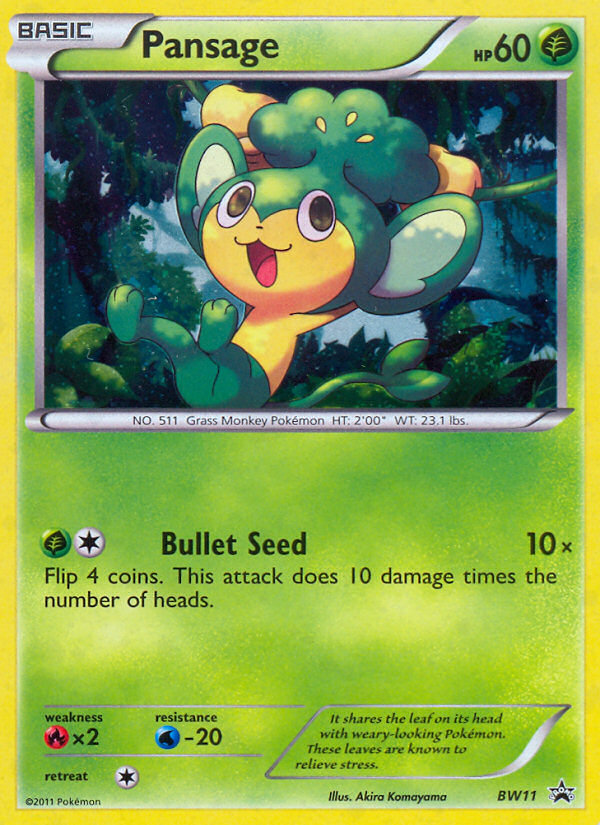 BASIC Pansage HP60
NO. 511 Grass Monkey Pokémon HT: 2'00" WT: 23.1 lbs.
Bullet Seed 10×
Flip 4 coins. This attack does 10 damage times the
number of heads.
weakness resistance
×2 -20
retreat
It shares the leaf on its head
with weary-looking Pokémon.
These leaves are known to
relieve stress.
©2011 Pokémon Illus. Akira Komayama BW11 PROMO